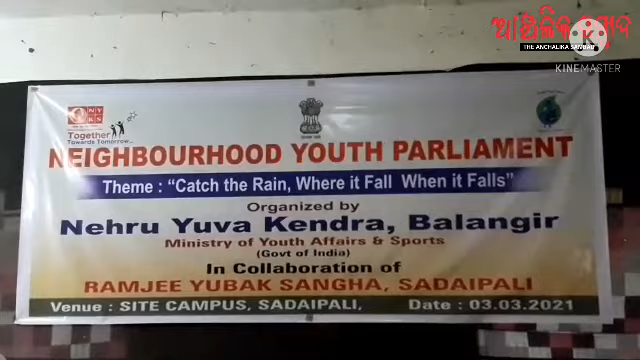 ଆଞ୍ଚଳିକ
THE ANCHALIKA SAMBAD
K
KINEMASTER
NYKS
Together
Towards Tomorrow...
NEIGHBOURHOOD YOUTH PARLIAMENT
Theme : “Catch the Rain, Where it Fall When it Falls”
Organized by
Nehru Yuva Kendra, Balangir
Ministry of Youth Affairs & Sports
(Govt of India)
In Collaboration of
RAMJEE YUBAK SANGHA, SADAIPALI
Venue : SITE CAMPUS, SADAIPALI, Date : 03.03.2021